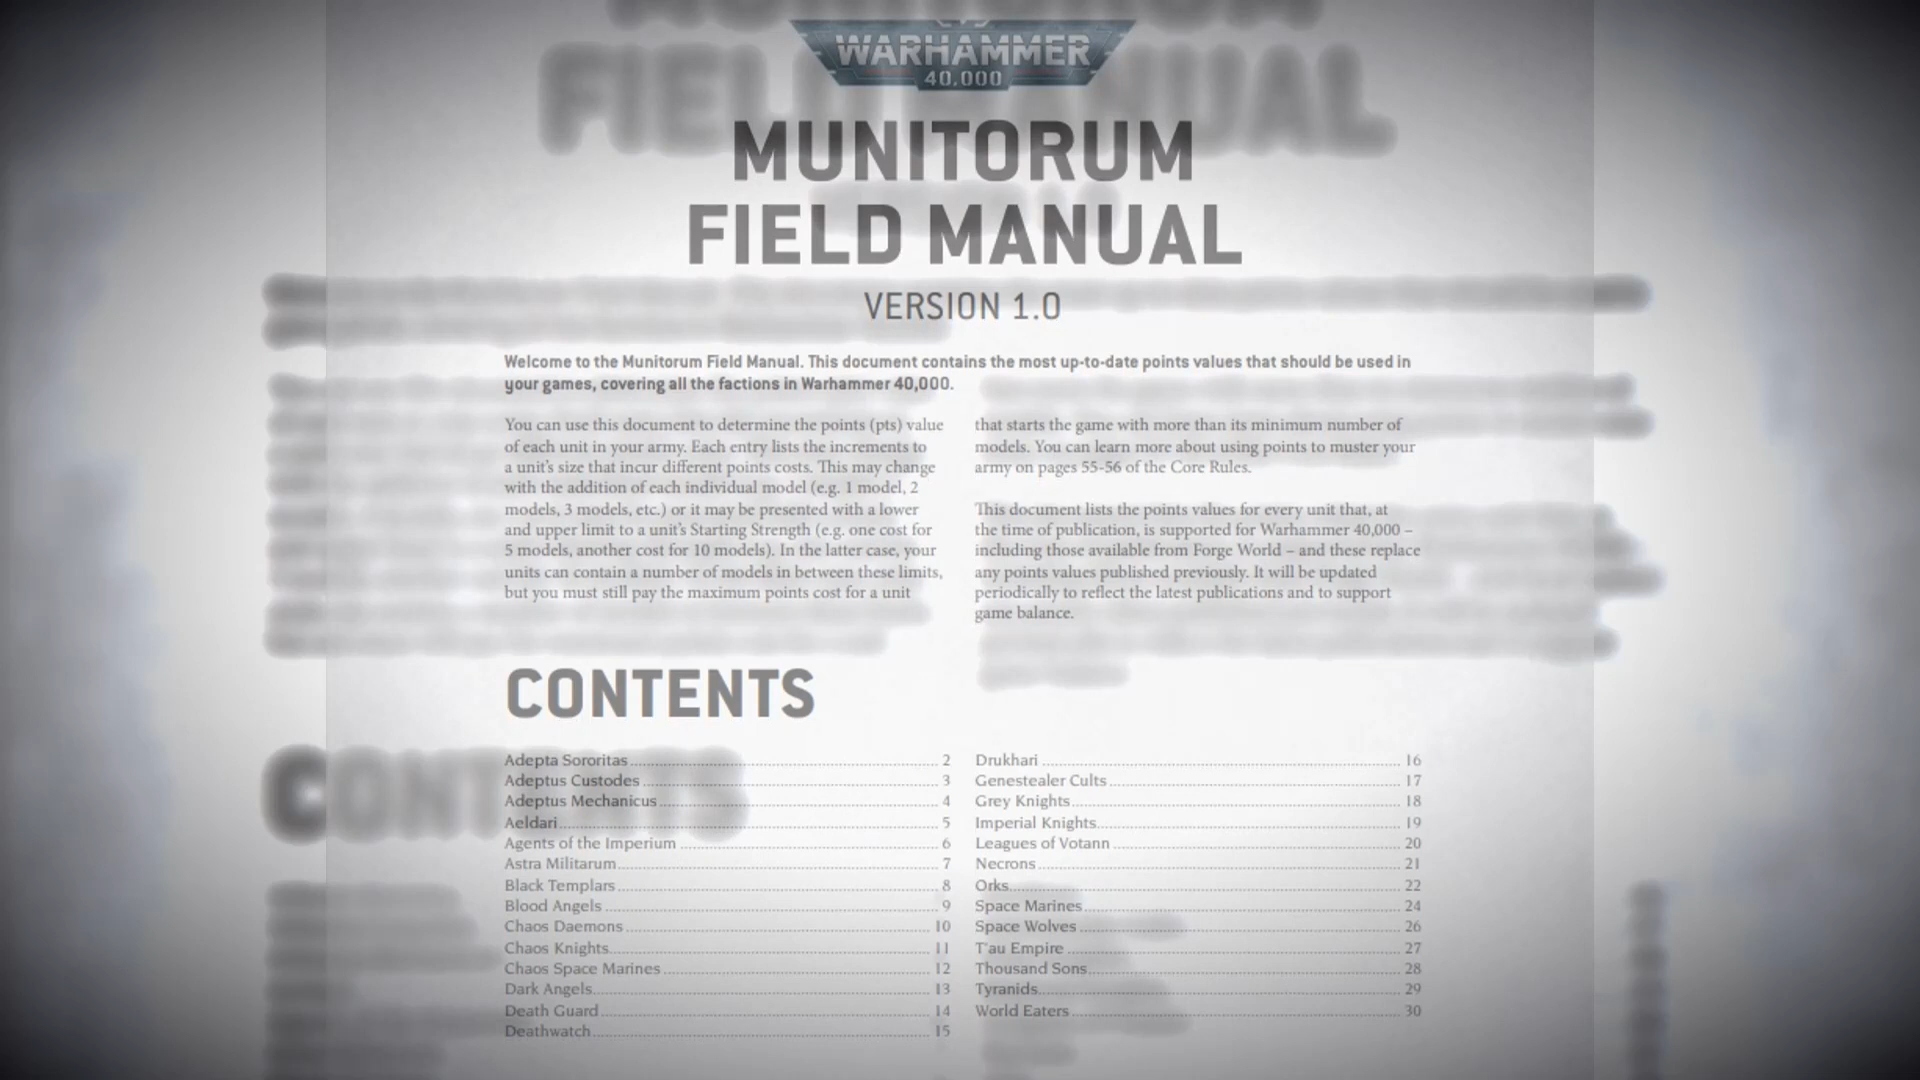 WARHAMMER
40,000
MUNITORUM
FIELD MANUAL
VERSION 1.0
Welcome to the Munitorum Field Manual. This document contains the most up-to-date points values that should be used in
your games, covering all the factions in Warhammer 40,000.
You can use this document to determine the points (pts) value
of each unit in your army. Each entry lists the increments to
a unit's size that incur different points costs. This may change
with the addition of each individual model (e.g. 1 model, 2
models, 3 models, etc.) or it may be presented with a lower
and upper limit to a unit's Starting Strength (e.g. one cost for
5 models, another cost for 10 models). In the latter case, your
units can contain a number of models in between these limits,
but you must still pay the maximum points cost for a unit
that starts the game with more than its minimum number of
models. You can learn more about using points to muster your
army on pages 55-56 of the Core Rules.
This document lists the points values for every unit that, at
the time of publication, is supported for Warhammer 40,000 –
including those available from Forge World – and these replace
any points values published previously. It will be updated
periodically to reflect the latest publications and to support
game balance.
CONTENTS
Adepta Sororitas 2
Adeptus Custodes 3
Adeptus Mechanicus 4
Aeldari 5
Agents of the Imperium 6
Astra Militarum 7
Black Templars 8
Blood Angels 9
Chaos Daemons 10
Chaos Knights 11
Chaos Space Marines 12
Dark Angels 13
Death Guard 14
Deathwatch 15
Drukhari 16
Genestealer Cults 17
Grey Knights 18
Imperial Knights 19
Leagues of Votann 20
Necrons 21
Orks 22
Space Marines 24
Space Wolves 26
T'au Empire 27
Thousand Sons 28
Tyranids 29
World Eaters 30